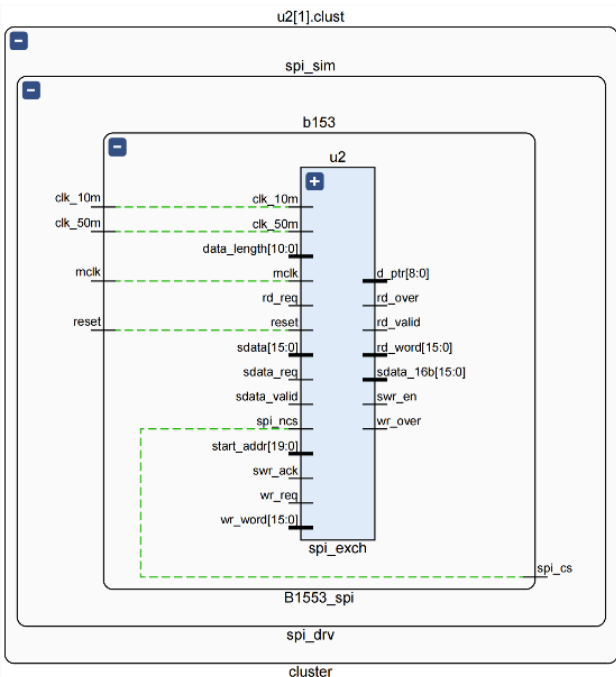 u2[1].clust
spi_sim
b153
u2
clk_10m
clk_10m
clk_50m
clk_50m
data_length[10:0]
mclk
mclk
d_ptr[8:0]
rd_req
rd_over
reset
reset
rd_valid
sdata[15:0]
rd_word[15:0]
sdata_req
sdata_16b[15:0]
sdata_valid
swr_en
spi_ncs
wr_over
start_addr[19:0]
swr_ack
wr_req
wr_word[15:0]
spi_exch
spi_cs
B1553_spi
spi_drv
cluster